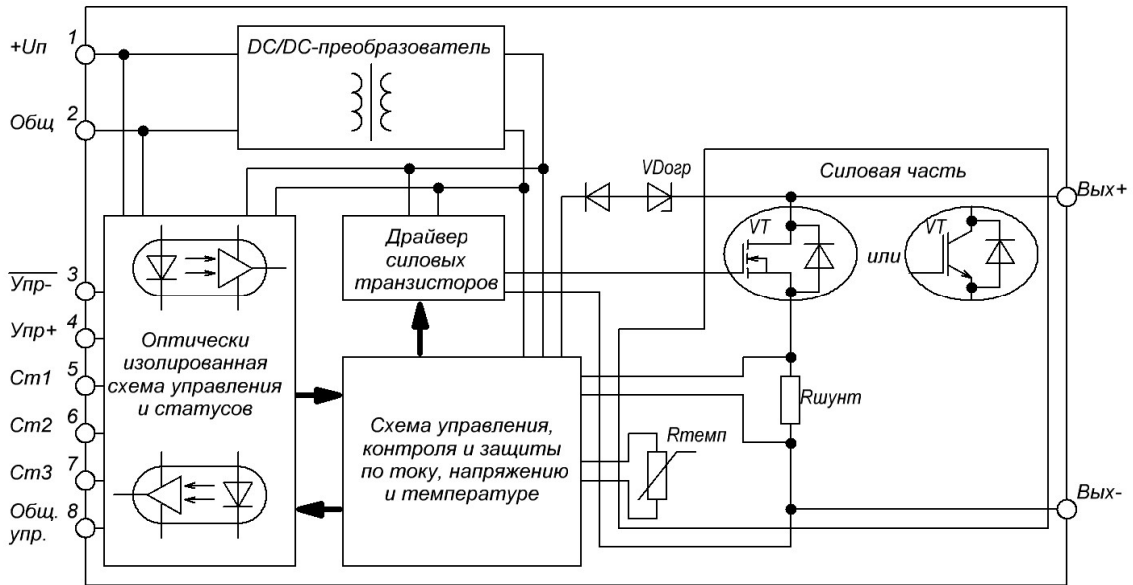 +Uп 1
DC/DC-преобразователь
Общ 2
VDогр
Силовая часть
Вых+
VT
или
VT
Драйвер
силовых
транзисторов
Упр- 3
Упр+ 4
Ст1 5
Ст2 6
Ст3 7
Общ. упр. 8
Оптически
изолированная
схема управления
и статусов
Схема управления,
контроля и защиты
по току, напряжению
и температуре
Rшунт
Rтемп
Вых-